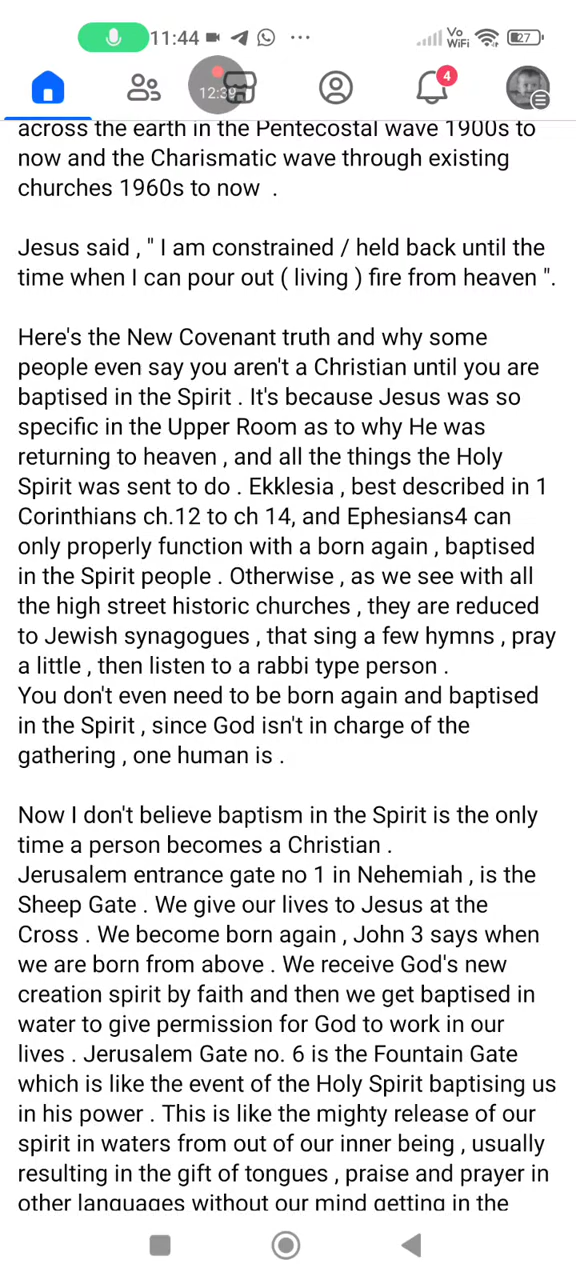 11:44
Vo
WiFi
27
4
12:39
across the earth in the Pentecostal wave 1900s to
now and the Charismatic wave through existing
churches 1960s to now  .
Jesus said , " I am constrained / held back until the
time when I can pour out ( living ) fire from heaven ".
Here's the New Covenant truth and why some
people even say you aren't a Christian until you are
baptised in the Spirit . It's because Jesus was so
specific in the Upper Room as to why He was
returning to heaven , and all the things the Holy
Spirit was sent to do . Ekklesia , best described in 1
Corinthians ch.12 to ch 14, and Ephesians4 can
only properly function with a born again , baptised
in the Spirit people . Otherwise , as we see with all
the high street historic churches , they are reduced
to Jewish synagogues , that sing a few hymns , pray
a little , then listen to a rabbi type person .
You don't even need to be born again and baptised
in the Spirit , since God isn't in charge of the
gathering , one human is .
Now I don't believe baptism in the Spirit is the only
time a person becomes a Christian .
Jerusalem entrance gate no 1 in Nehemiah , is the
Sheep Gate . We give our lives to Jesus at the
Cross . We become born again , John 3 says when
we are born from above . We receive God's new
creation spirit by faith and then we get baptised in
water to give permission for God to work in our
lives . Jerusalem Gate no. 6 is the Fountain Gate
which is like the event of the Holy Spirit baptising us
in his power . This is like the mighty release of our
spirit in waters from out of our inner being , usually
resulting in the gift of tongues , praise and prayer in
other languages without our mind getting in the